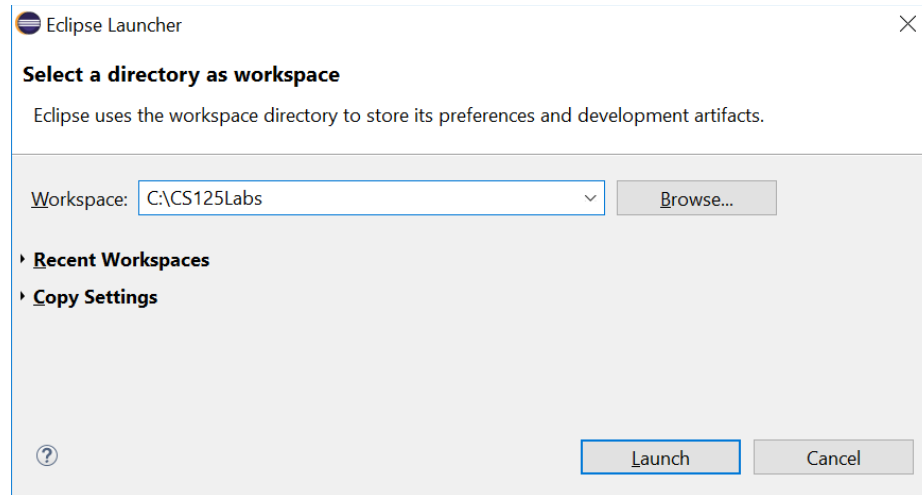 Eclipse Launcher
Select a directory as workspace
Eclipse uses the workspace directory to store its preferences and development artifacts.
Workspace: C:\CS125Labs Browse...
Recent Workspaces
Copy Settings
? Launch Cancel